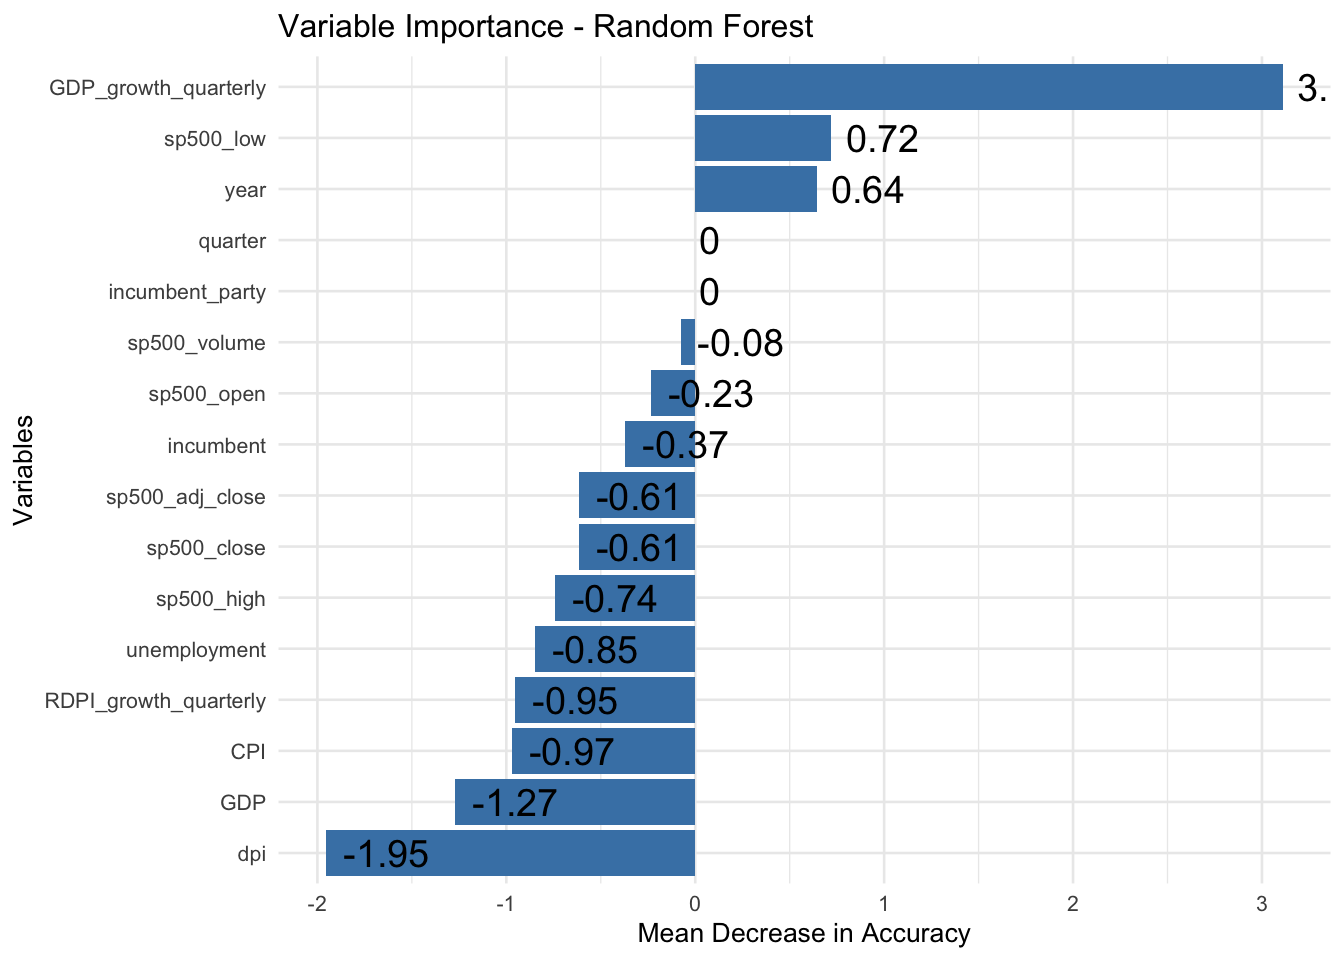 Variable Importance - Random Forest
GDP_growth_quarterly
3.
sp500_low
0.72
year
0.64
quarter
0
incumbent_party
0
sp500_volume
-0.08
sp500_open
-0.23
incumbent
-0.37
sp500_adj_close
-0.61
sp500_close
-0.61
sp500_high
-0.74
unemployment
-0.85
RDPI_growth_quarterly
-0.95
CPI
-0.97
GDP
-1.27
dpi
-1.95
Variables
-2 -1 0 1 2 3
Mean Decrease in Accuracy